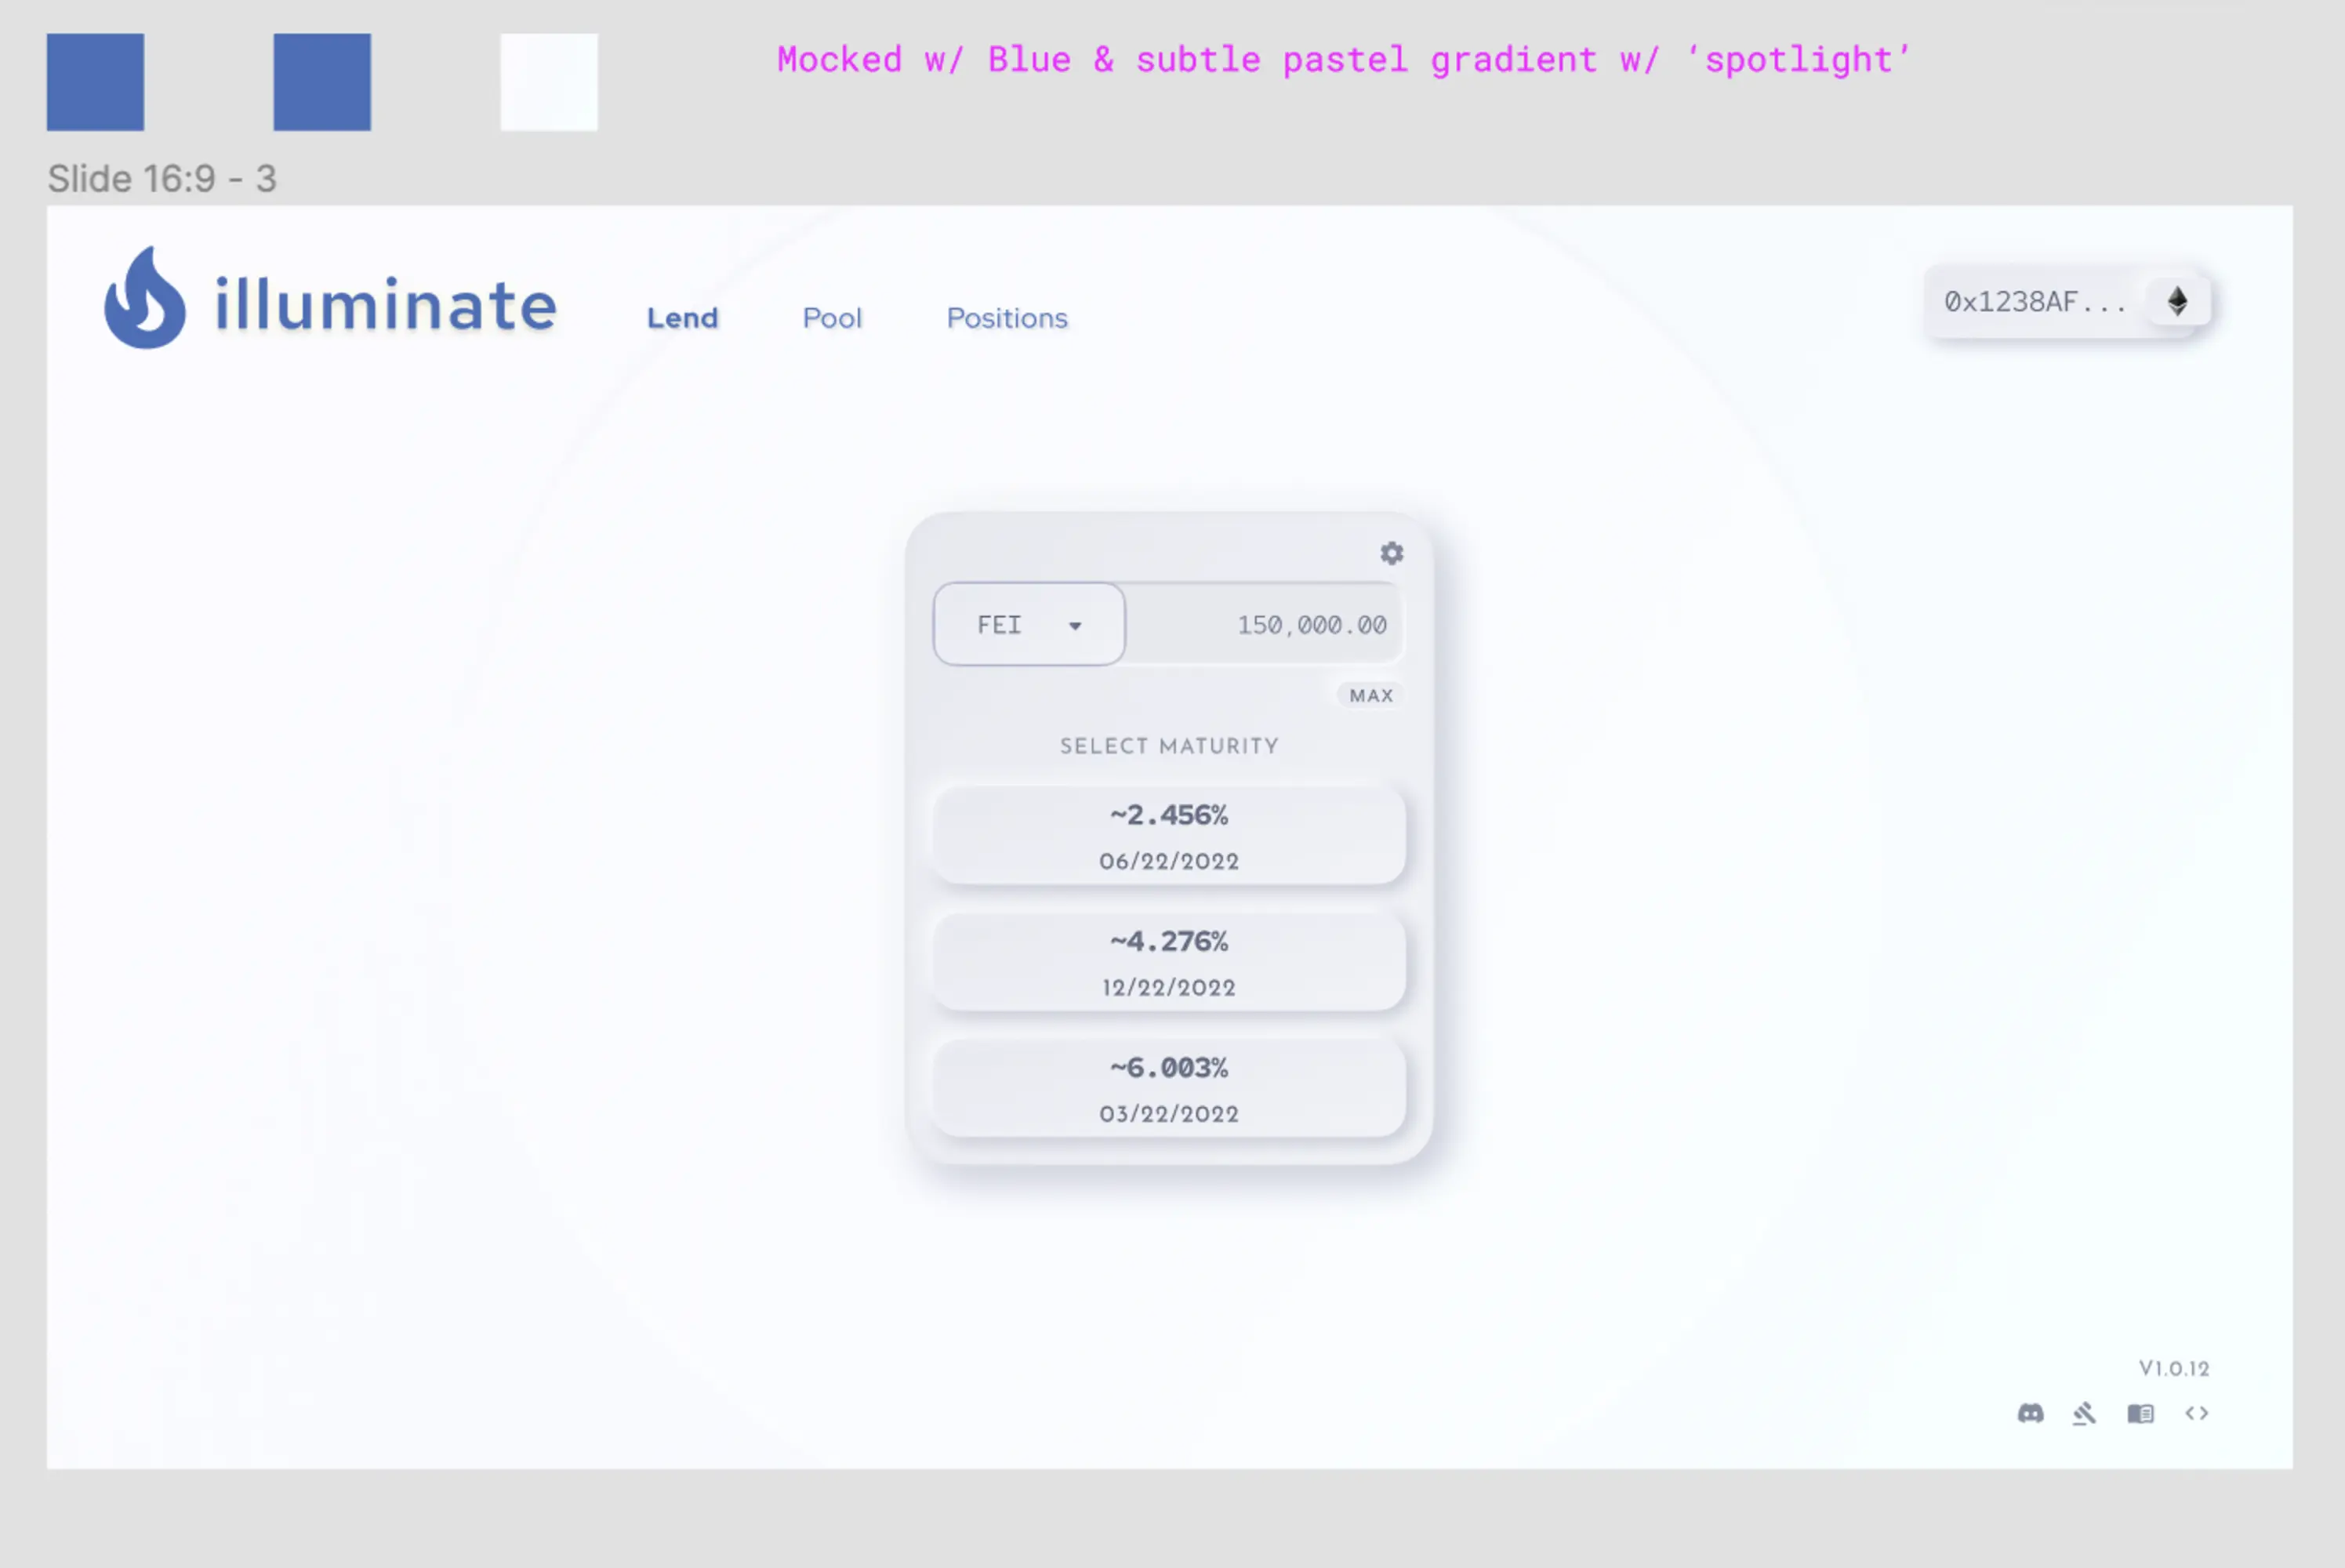 Mocked w/ Blue & subtle pastel gradient w/ ‘spotlight’
Slide 16:9 - 3
illuminate
Lend Pool Positions
0x1238AF...
FEI 150,000.00
MAX
SELECT MATURITY
~2.456%
06/22/2022
~4.276%
12/22/2022
~6.003%
03/22/2022
V1.0.12